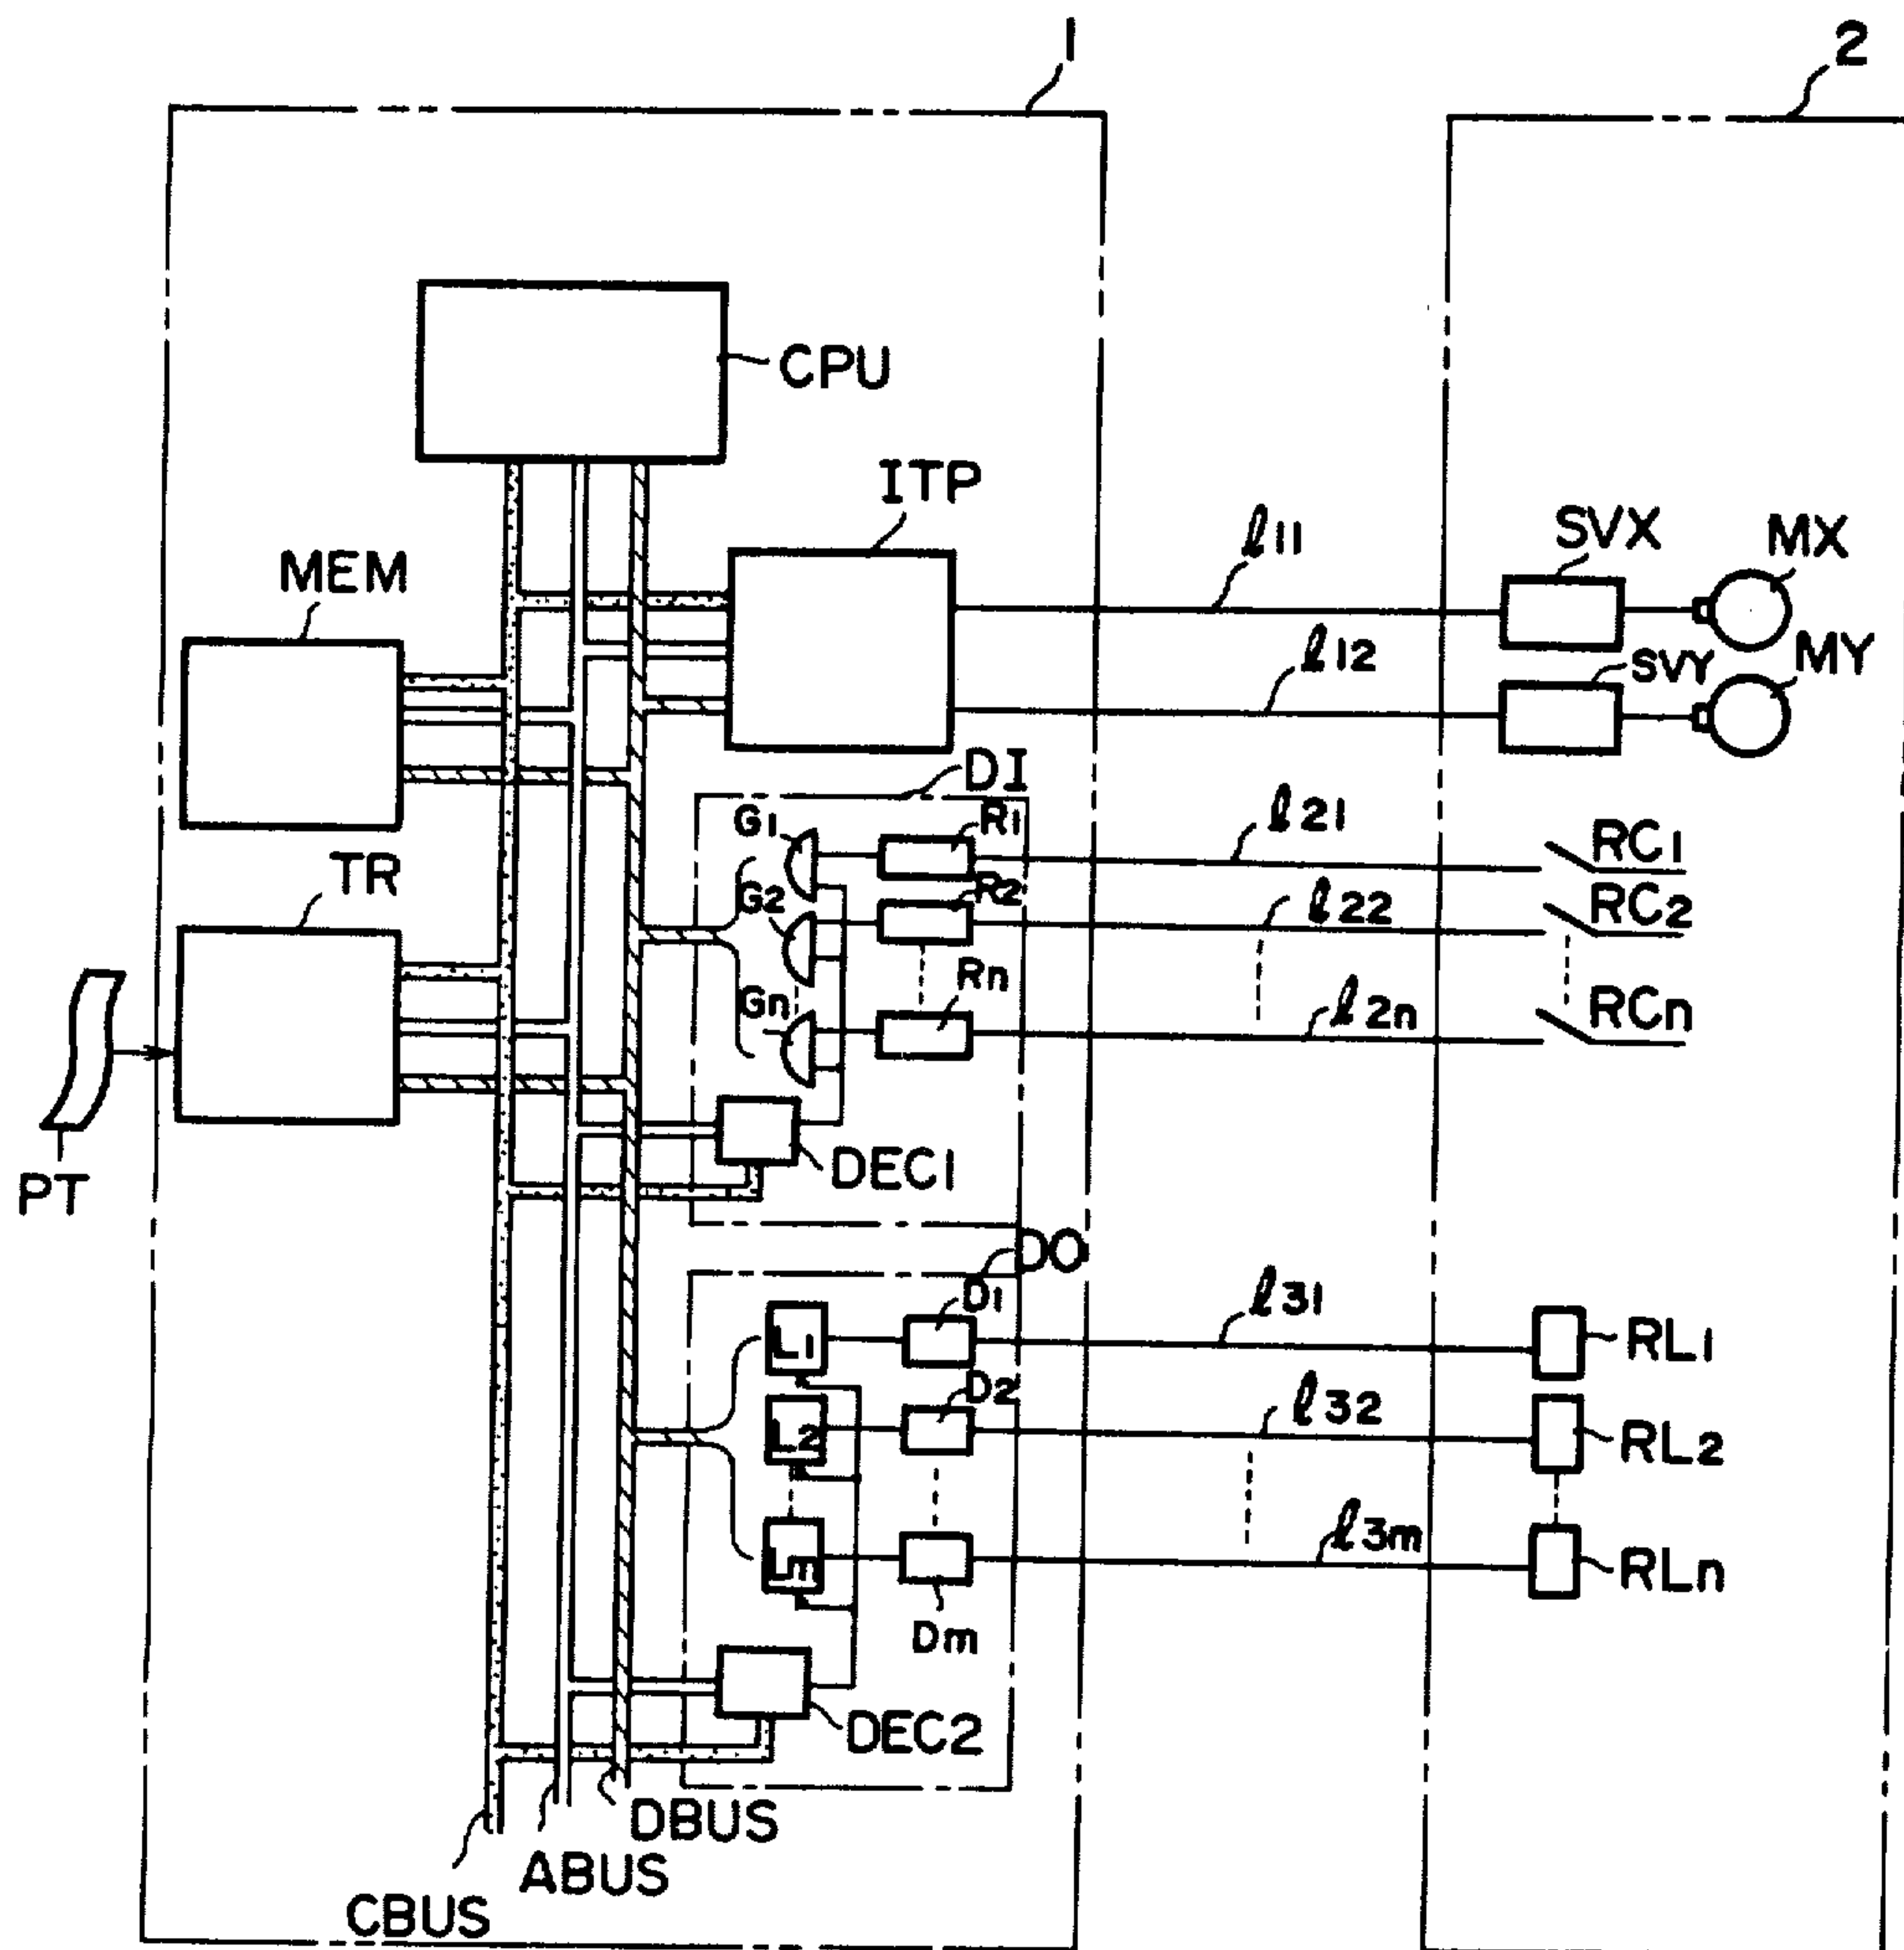 1
2
CPU
ITP
MEM
l11
SVX
MX
l12
SVY
MY
DI
G1
R1
l21
RC1
TR
G2
R2
l22
RC2
Gn
Rn
l2n
RCn
PT
DEC1
DO
D1
L1
l31
RL1
D2
L2
l32
RL2
Lm
l3m
RLn
Dm
DEC2
DBUS
ABUS
CBUS